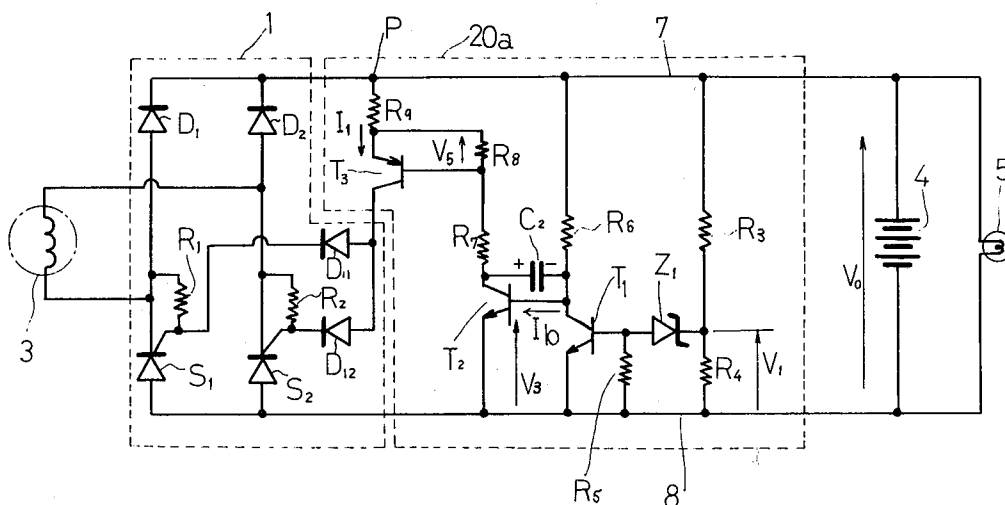 1
P
20a
7
D₁
D₂
R₉
I₁
V₅
R₈
T₃
4
5
R₇
C₂
+
−
R₆
R₃
V₀
R₁
D₁₁
R₂
D₁₂
3
S₁
S₂
T₂
Ib
V₃
T₁
Z₁
R₄
V₁
R₅
8